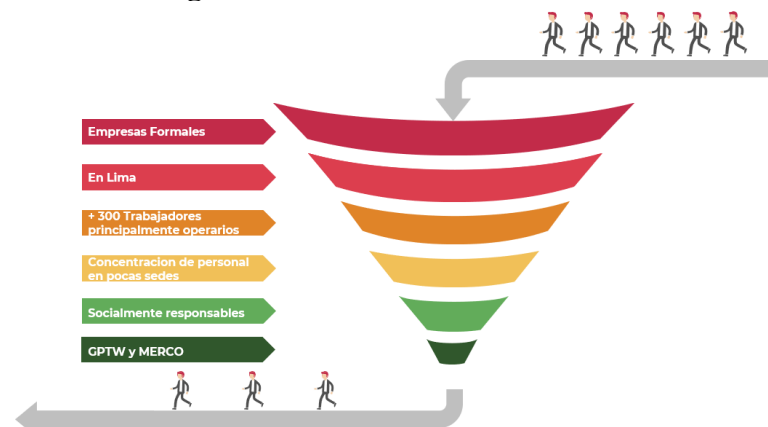 Empresas Formales
En Lima
+ 300 Trabajadores
principalmente operarios
Concentracion de personal
en pocas sedes
Socialmente responsables
GPTW y MERCO